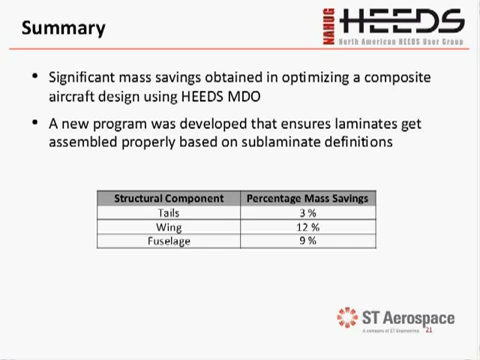 Summary
NAHUG
HEEDS
North American HEEDS User Group
• Significant mass savings obtained in optimizing a composite
aircraft design using HEEDS MDO
• A new program was developed that ensures laminates get
assembled properly based on sublaminate definitions
Structural Component Percentage Mass Savings
Tails 3 %
Wing 12 %
Fuselage 9 %
ST Aerospace
A company of ST Engineering
21